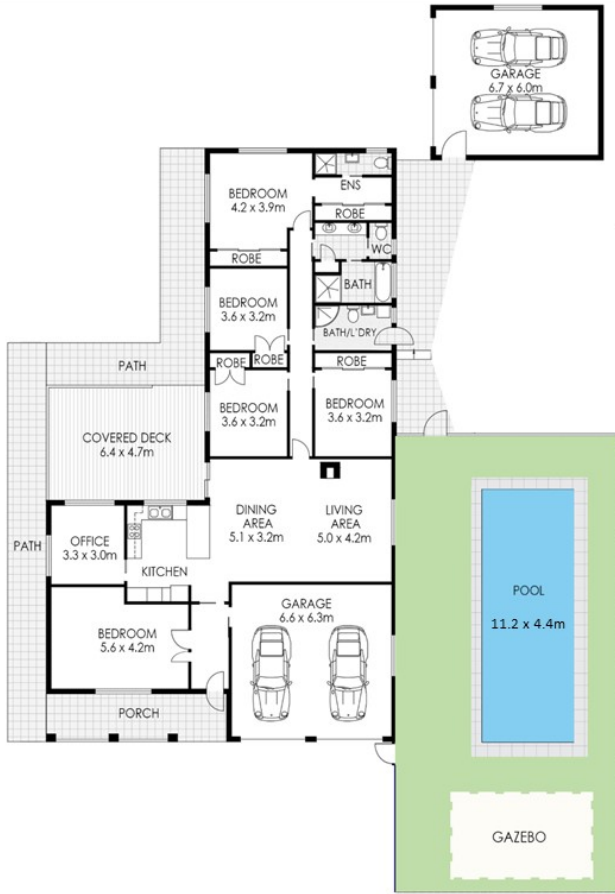 GARAGE
6.7 x 6.0m
BEDROOM
4.2 x 3.9m
ENS
ROBE
ROBE
WC
BATH
BEDROOM
3.6 x 3.2m
BATH/L'DRY
ROBE
ROBE
ROBE
PATH
BEDROOM
3.6 x 3.2m
BEDROOM
3.6 x 3.2m
COVERED DECK
6.4 x 4.7m
DINING
AREA
5.1 x 3.2m
LIVING
AREA
5.0 x 4.2m
OFFICE
3.3 x 3.0m
PATH
KITCHEN
POOL
11.2 x 4.4m
GARAGE
6.6 x 6.3m
BEDROOM
5.6 x 4.2m
PORCH
GAZEBO